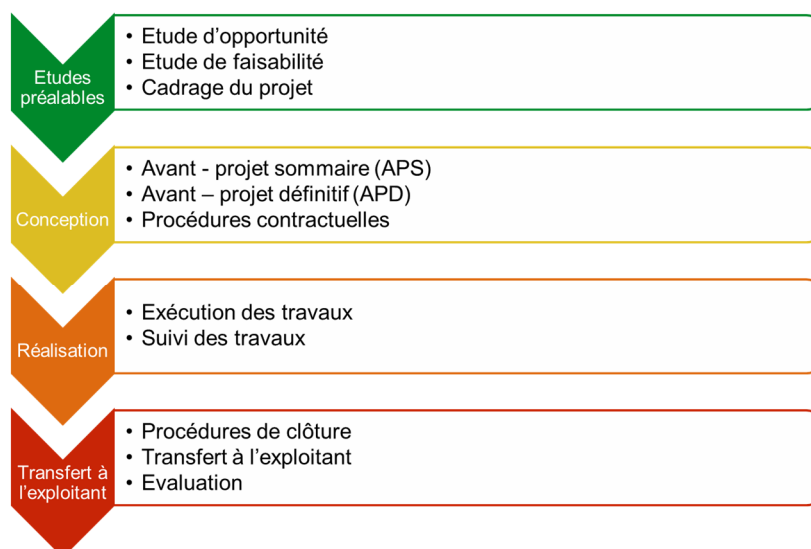 Etudes
préalables
• Etude d'opportunité
• Etude de faisabilité
• Cadrage du projet
Conception
• Avant - projet sommaire (APS)
• Avant – projet définitif (APD)
• Procédures contractuelles
Réalisation
• Exécution des travaux
• Suivi des travaux
Transfert à
l'exploitant
• Procédures de clôture
• Transfert à l'exploitant
• Evaluation